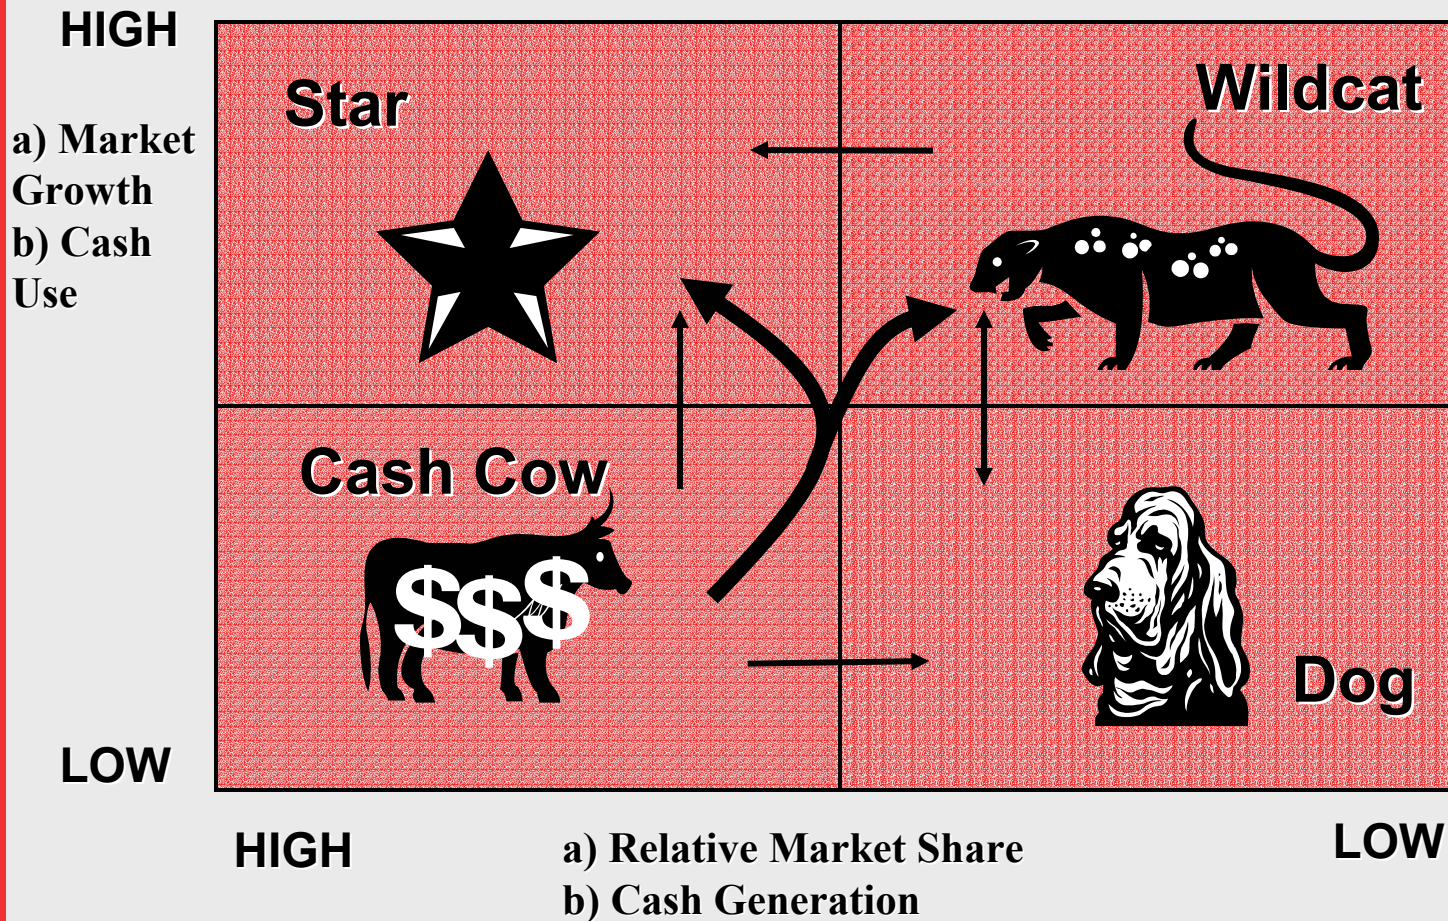 HIGH
Star
Wildcat
a) Market
Growth
b) Cash
Use
Cash Cow
$$$
Dog
LOW
HIGH
a) Relative Market Share
LOW
b) Cash Generation